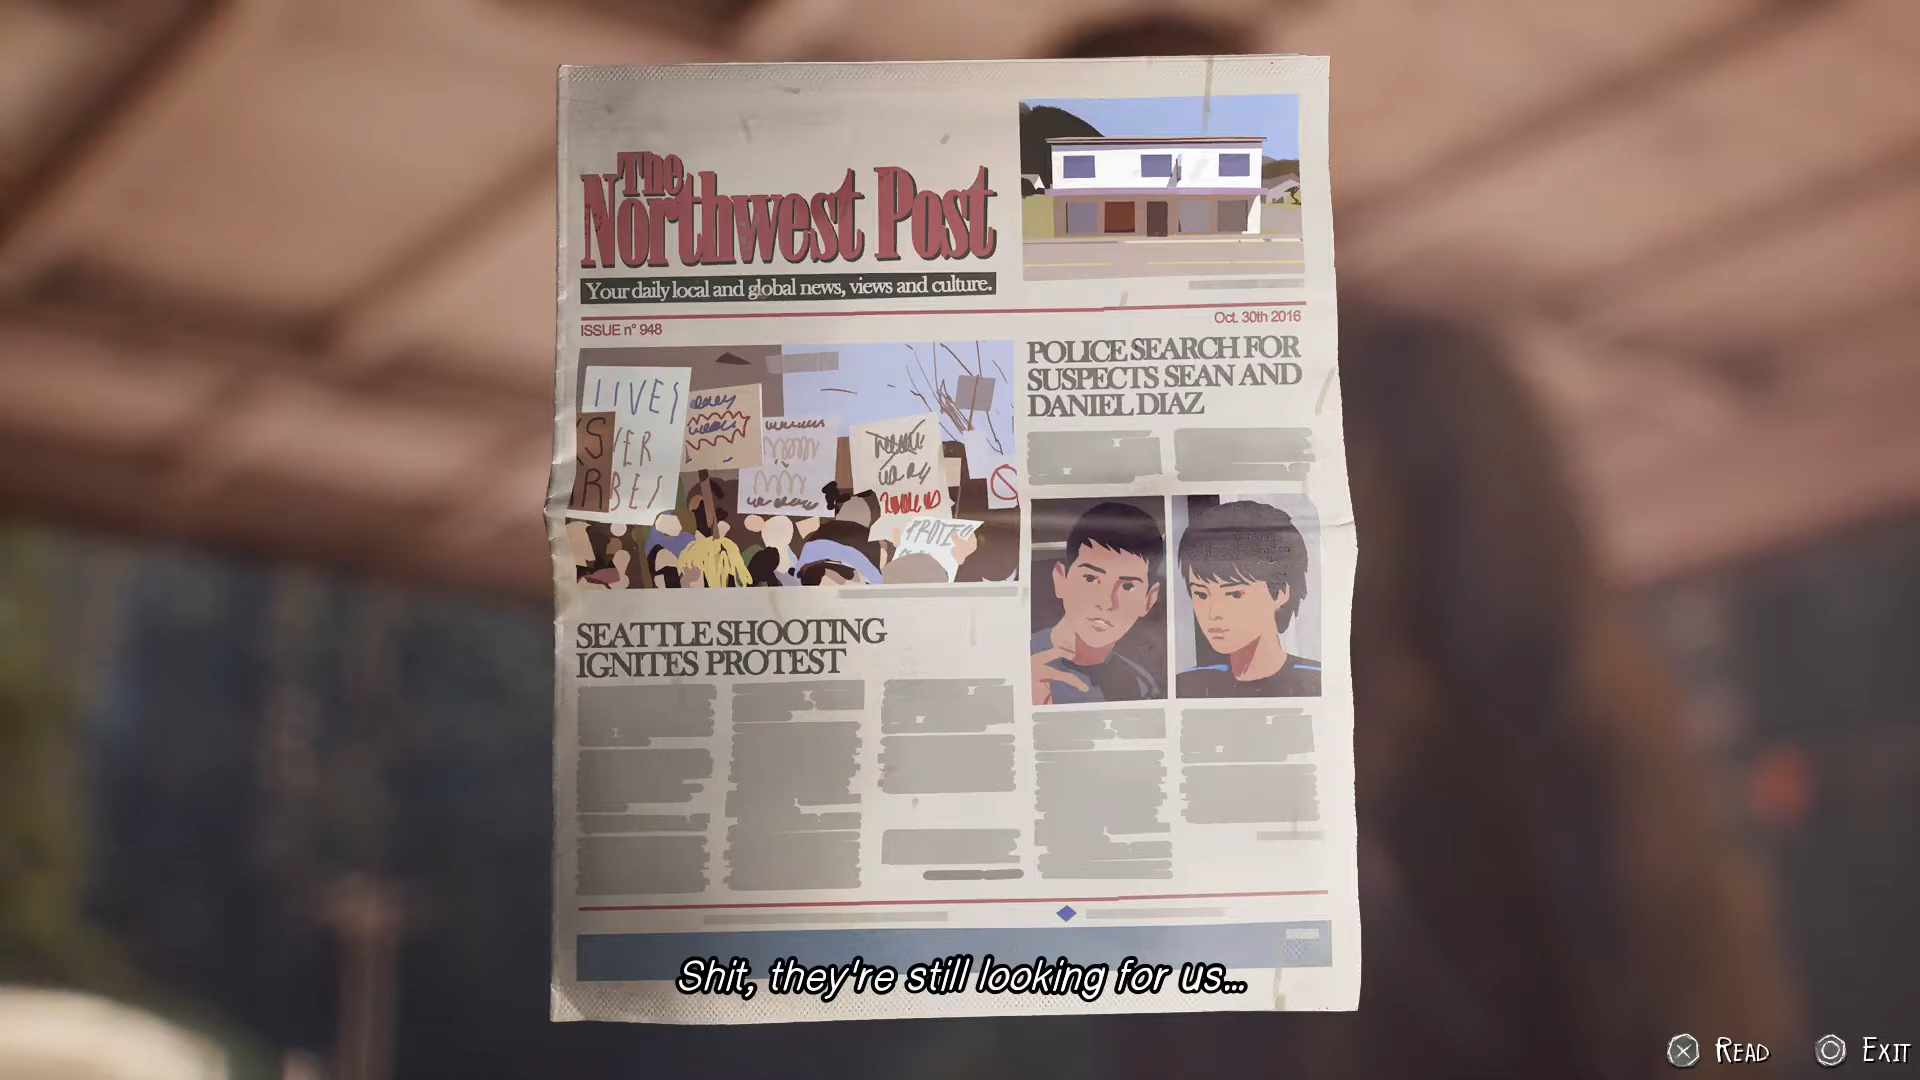 The
Northwest Post
Your daily local and global news, views and culture.
ISSUE n° 948
Oct. 30th 2016
POLICE SEARCH FOR
SUSPECTS SEAN AND
DANIEL DIAZ
SEATTLE SHOOTING
IGNITES PROTEST
Shit, they're still looking for us...
READ
EXIT